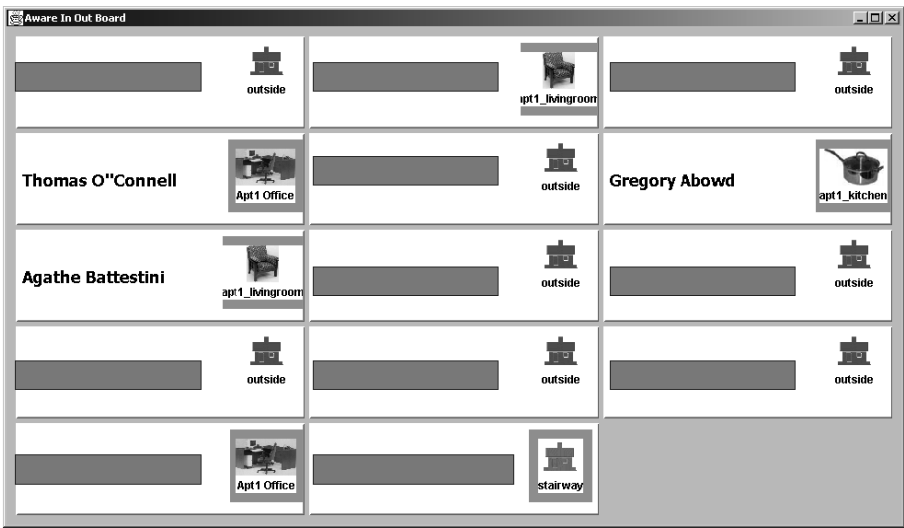 Aware In Out Board
outside
apt1_livingroom
outside
Thomas O"Connell
Apt1 Office
outside
Gregory Abowd
apt1_kitchen
Agathe Battestini
apt1_livingroom
outside
outside
outside
outside
outside
Apt1 Office
stairway